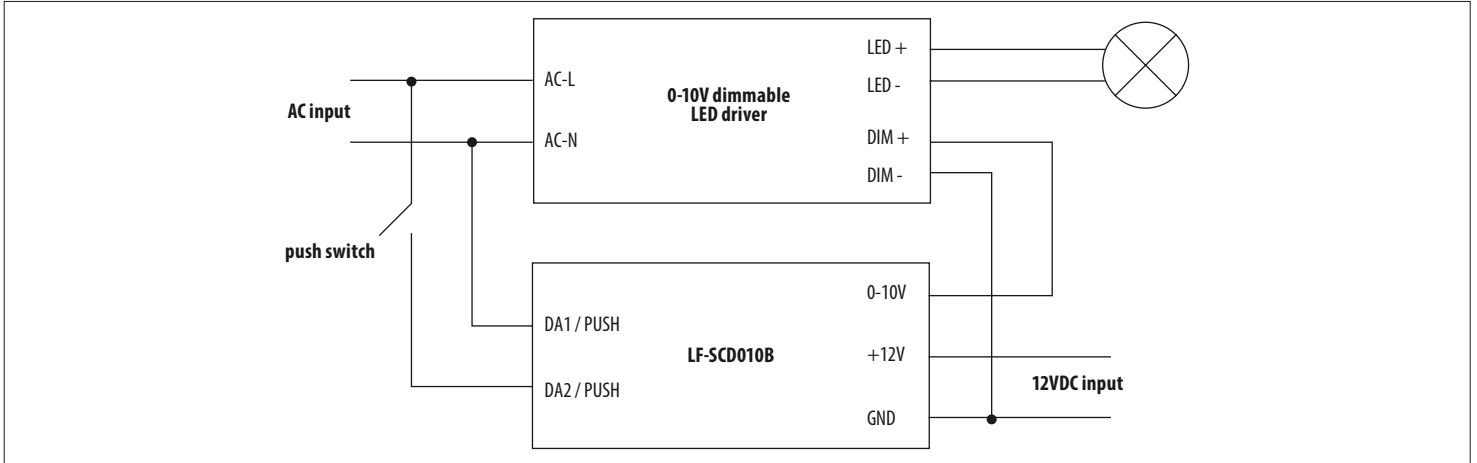 AC input
push switch
AC-L
AC-N
0-10V dimmable
LED driver
LED +
LED -
DIM +
DIM -
DA1 / PUSH
DA2 / PUSH
LF-SCD010B
0-10V
+12V
GND
12VDC input